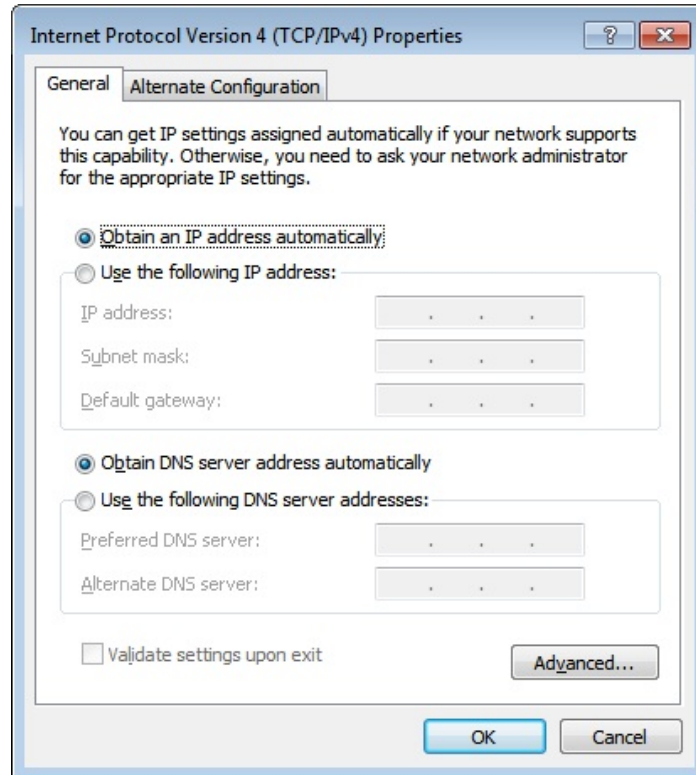 Internet Protocol Version 4 (TCP/IPv4) Properties
General
Alternate Configuration
You can get IP settings assigned automatically if your network supports
this capability. Otherwise, you need to ask your network administrator
for the appropriate IP settings.
Obtain an IP address automatically
Use the following IP address:
IP address:
Subnet mask:
Default gateway:
Obtain DNS server address automatically
Use the following DNS server addresses:
Preferred DNS server:
Alternate DNS server:
Validate settings upon exit
Advanced...
OK
Cancel